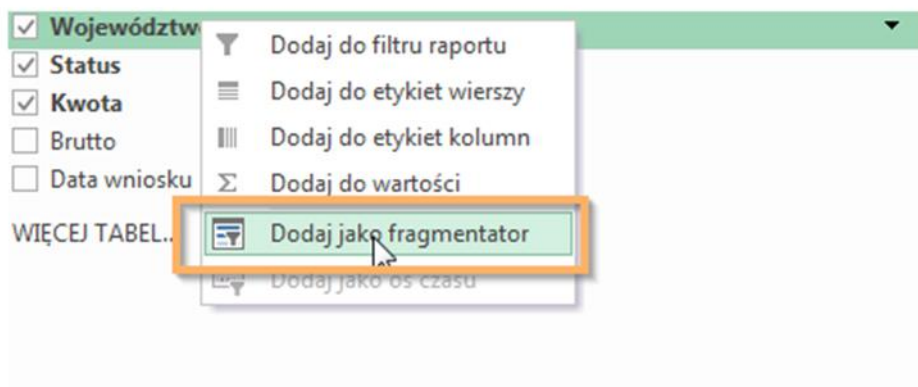 Województw
Status
Kwota
Brutto
Data wniosku
WIĘCEJ TABEL..
Dodaj do filtru raportu
Dodaj do etykiet wierszy
Dodaj do etykiet kolumn
Dodaj do wartości
Dodaj jako fragmentator
Dodaj jako oś czasu